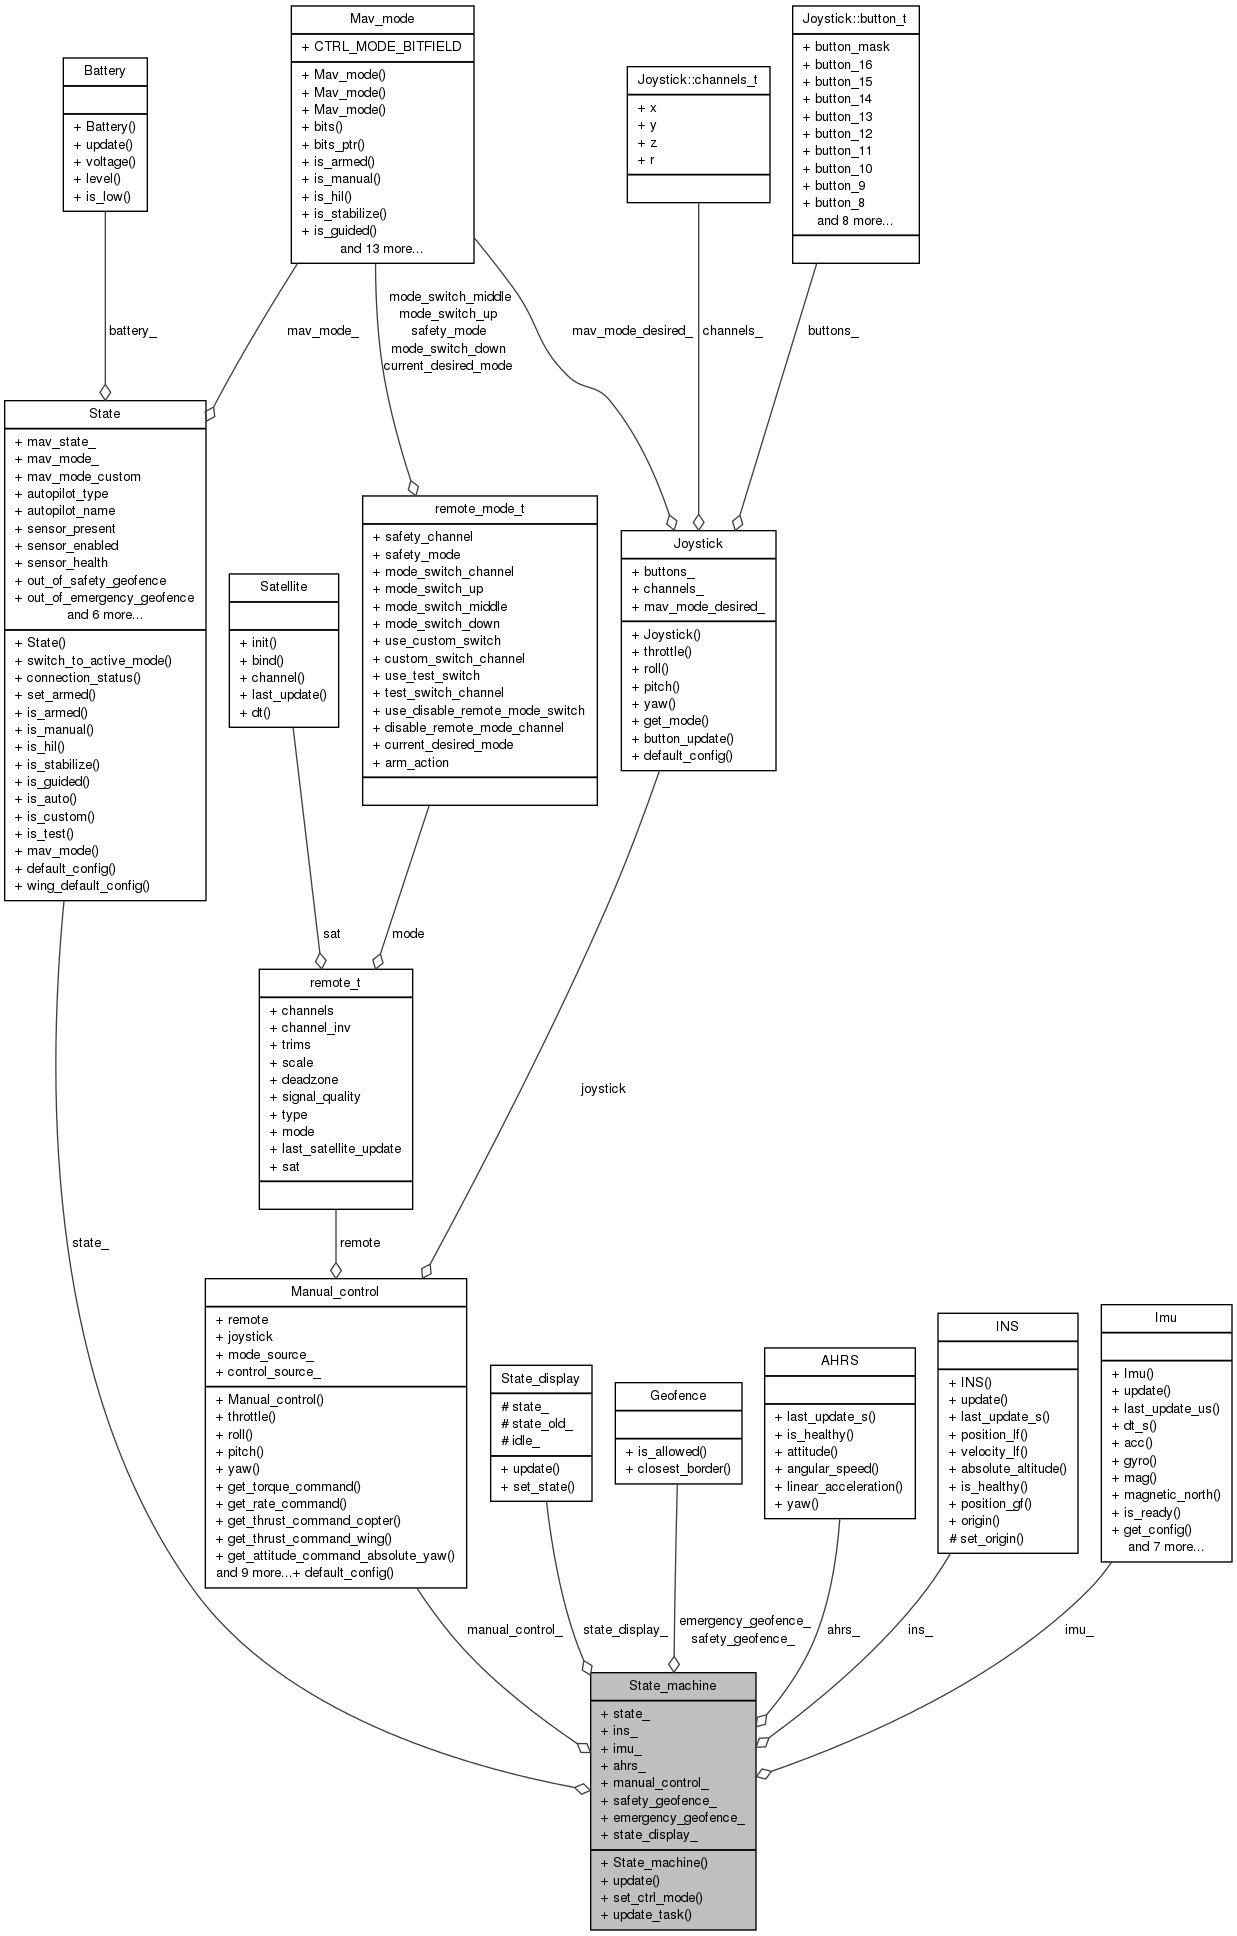 Mav_mode
+ CTRL_MODE_BITFIELD
+ Mav_mode()
+ Mav_mode()
+ Mav_mode()
+ bits()
+ bits_ptr()
+ is_armed()
+ is_manual()
+ is_hil()
+ is_stabilize()
+ is_guided()
and 13 more...
Joystick::button_t
+ button_mask
+ button_16
+ button_15
+ button_14
+ button_13
+ button_12
+ button_11
+ button_10
+ button_9
+ button_8
and 8 more...
Battery
+ Battery()
+ update()
+ voltage()
+ level()
+ is_low()
Joystick::channels_t
+ x
+ y
+ z
+ r
battery_
mav_mode_
mode_switch_middle
mode_switch_up
safety_mode
mode_switch_down
current_desired_mode
mav_mode_desired_
channels_
buttons_
State
+ mav_state_
+ mav_mode_
+ mav_mode_custom
+ autopilot_type
+ autopilot_name
+ sensor_present
+ sensor_enabled
+ sensor_health
+ out_of_safety_geofence
+ out_of_emergency_geofence
and 6 more...
+ State()
+ switch_to_active_mode()
+ connection_status()
+ set_armed()
+ is_armed()
+ is_manual()
+ is_hil()
+ is_stabilize()
+ is_guided()
+ is_auto()
+ is_custom()
+ is_test()
+ mav_mode()
+ default_config()
+ wing_default_config()
Satellite
+ init()
+ bind()
+ channel()
+ last_update()
+ dt()
remote_mode_t
+ safety_channel
+ safety_mode
+ mode_switch_channel
+ mode_switch_up
+ mode_switch_middle
+ mode_switch_down
+ use_custom_switch
+ custom_switch_channel
+ use_test_switch
+ test_switch_channel
+ use_disable_remote_mode_switch
+ disable_remote_mode_channel
+ current_desired_mode
+ arm_action
Joystick
+ buttons_
+ channels_
+ mav_mode_desired_
+ Joystick()
+ throttle()
+ roll()
+ pitch()
+ yaw()
+ get_mode()
+ button_update()
+ default_config()
sat
mode
remote_t
+ channels
+ channel_inv
+ trims
+ scale
+ deadzone
+ signal_quality
+ type
+ mode
+ last_satellite_update
+ sat
joystick
state_
remote
Manual_control
+ remote
+ joystick
+ mode_source_
+ control_source_
+ Manual_control()
+ throttle()
+ roll()
+ pitch()
+ yaw()
+ get_torque_command()
+ get_rate_command()
+ get_thrust_command_copter()
+ get_thrust_command_wing()
+ get_attitude_command_absolute_yaw()
and 9 more...+ default_config()
State_display
# state_
# state_old_
# idle_
+ update()
+ set_state()
Geofence
+ is_allowed()
+ closest_border()
AHRS
+ last_update_s()
+ is_healthy()
+ attitude()
+ angular_speed()
+ linear_acceleration()
+ yaw()
INS
+ INS()
+ update()
+ last_update_s()
+ position_lf()
+ velocity_lf()
+ absolute_altitude()
+ is_healthy()
+ position_gf()
+ origin()
# set_origin()
Imu
+ Imu()
+ update()
+ last_update_us()
+ dt_s()
+ acc()
+ gyro()
+ mag()
+ magnetic_north()
+ is_ready()
+ get_config()
and 7 more...
manual_control_
state_display_
emergency_geofence_
safety_geofence_
ahrs_
ins_
imu_
State_machine
+ state_
+ ins_
+ imu_
+ ahrs_
+ manual_control_
+ safety_geofence_
+ emergency_geofence_
+ state_display_
+ State_machine()
+ update()
+ set_ctrl_mode()
+ update_task()